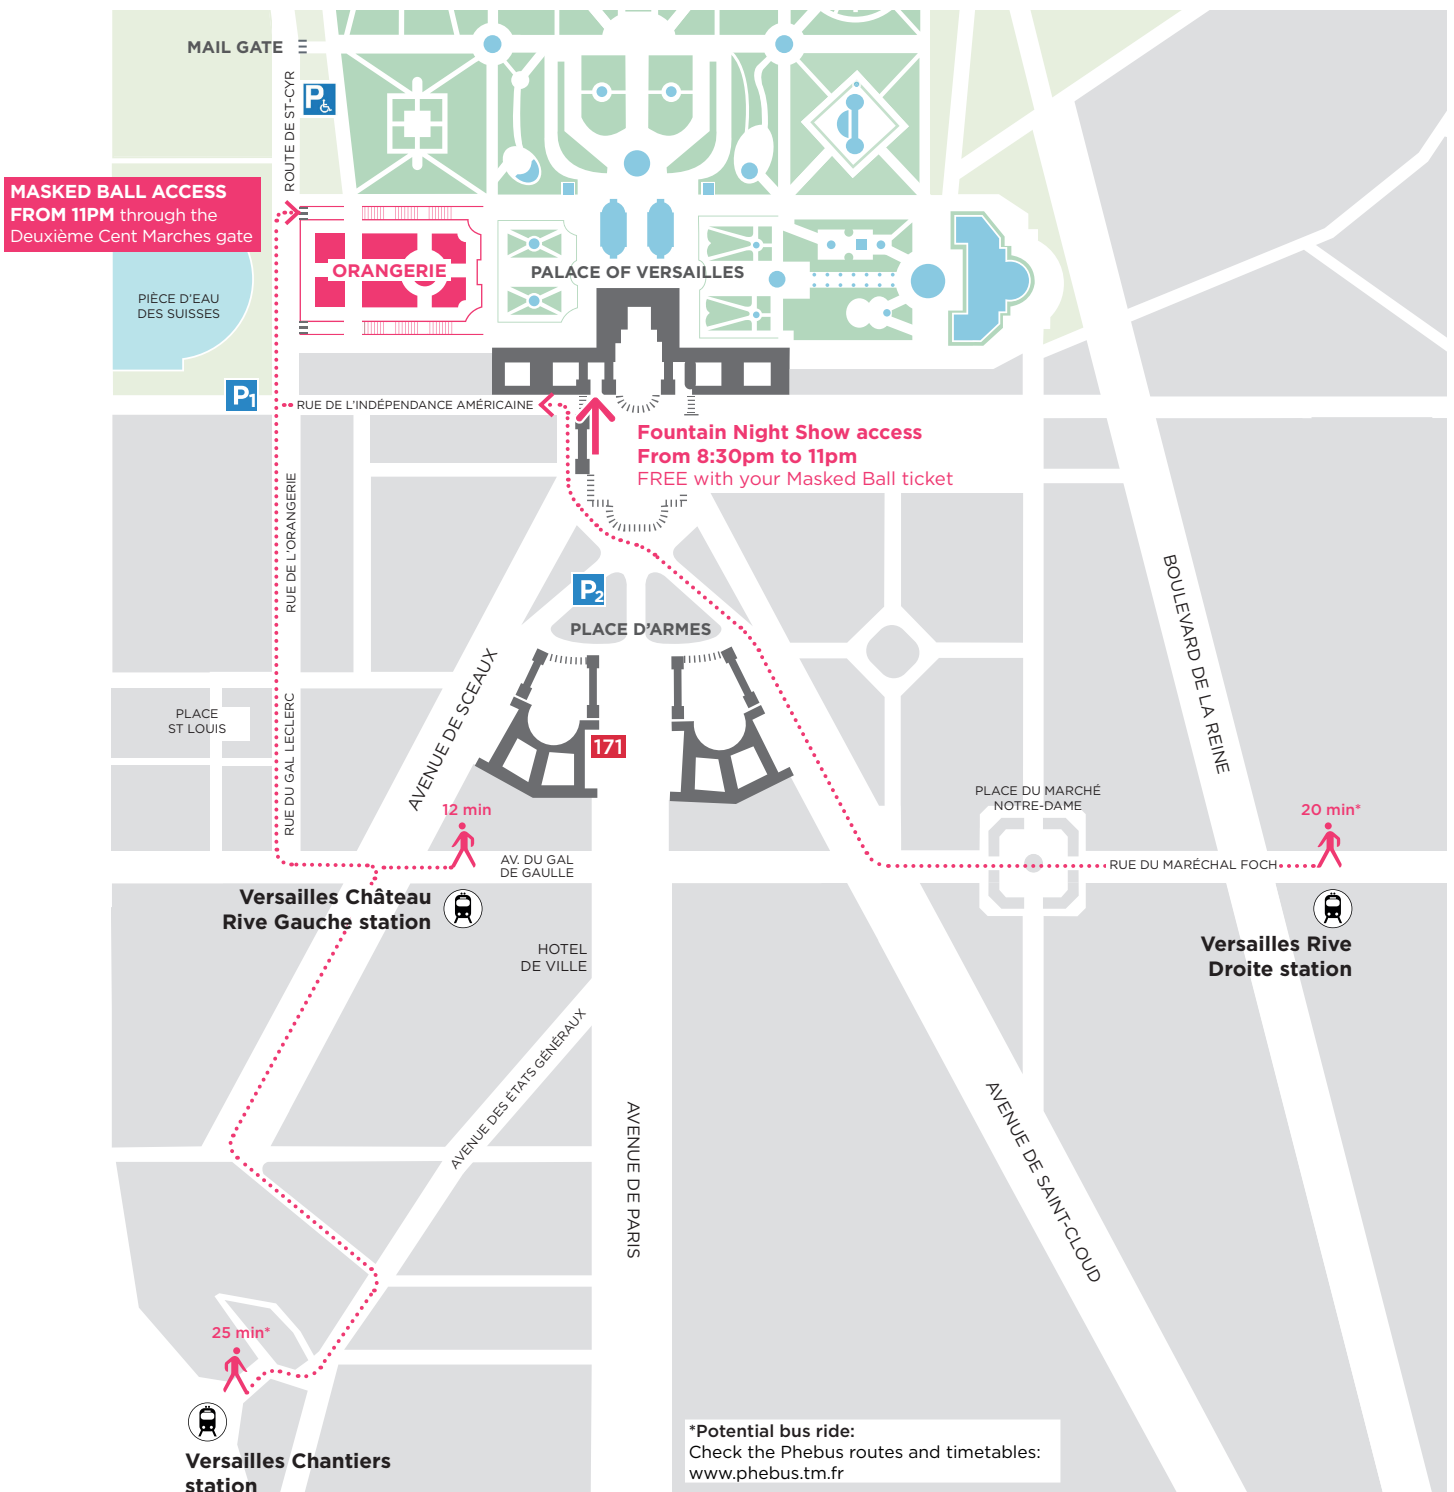 MAIL GATE
ROUTE DE ST-CYR
P
MASKED BALL ACCESS
FROM 11PM through the
Deuxième Cent Marches gate
ORANGERIE
PALACE OF VERSAILLES
PIÈCE D'EAU
DES SUISSES
P1
RUE DE L'INDÉPENDANCE AMÉRICAINE
Fountain Night Show access
From 8:30pm to 11pm
FREE with your Masked Ball ticket
RUE DE L'ORANGERIE
P2
PLACE D'ARMES
BOULEVARD DE LA REINE
AVENUE DE SCEAUX
PLACE
ST LOUIS
RUE DU GAL LECLERC
171
12 min
PLACE DU MARCHÉ
NOTRE-DAME
20 min*
AV. DU GAL
DE GAULLE
RUE DU MARÉCHAL FOCH
Versailles Château
Rive Gauche station
Versailles Rive
Droite station
HOTEL
DE VILLE
AVENUE DES ÉTATS GÉNÉRAUX
AVENUE DE PARIS
AVENUE DE SAINT-CLOUD
25 min*
Versailles Chantiers
station
*Potential bus ride:
Check the Phebus routes and timetables:
www.phebus.tm.fr